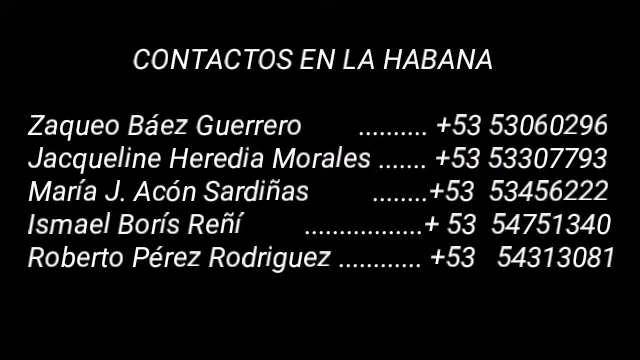 CONTACTOS EN LA HABANA
Zaqueo Báez Guerrero .......... +53 53060296
Jacqueline Heredia Morales ....... +53 53307793
María J. Acón Sardiñas ........+53 53456222
Ismael Borís Reñí .................+ 53 54751340
Roberto Pérez Rodriguez ............ +53 54313081